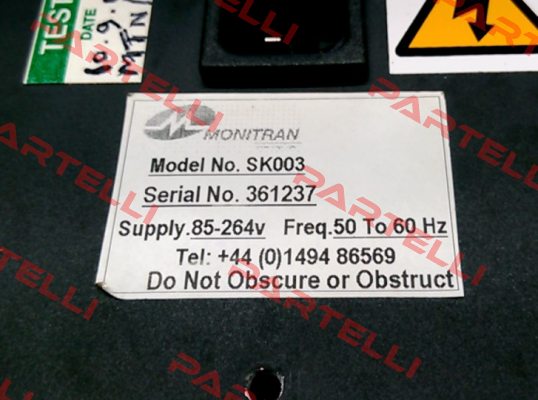 TEST
DATE
MTN
MONITRAN
Model No. SK003
Serial No. 361237
Supply.85-264v Freq.50 To 60 Hz
Tel: +44 (0)1494 86569
Do Not Obscure or Obstruct
PARTELLI
PARTELLI
PARTELLI
PARTELLI
PARTELLI
PARTELLI